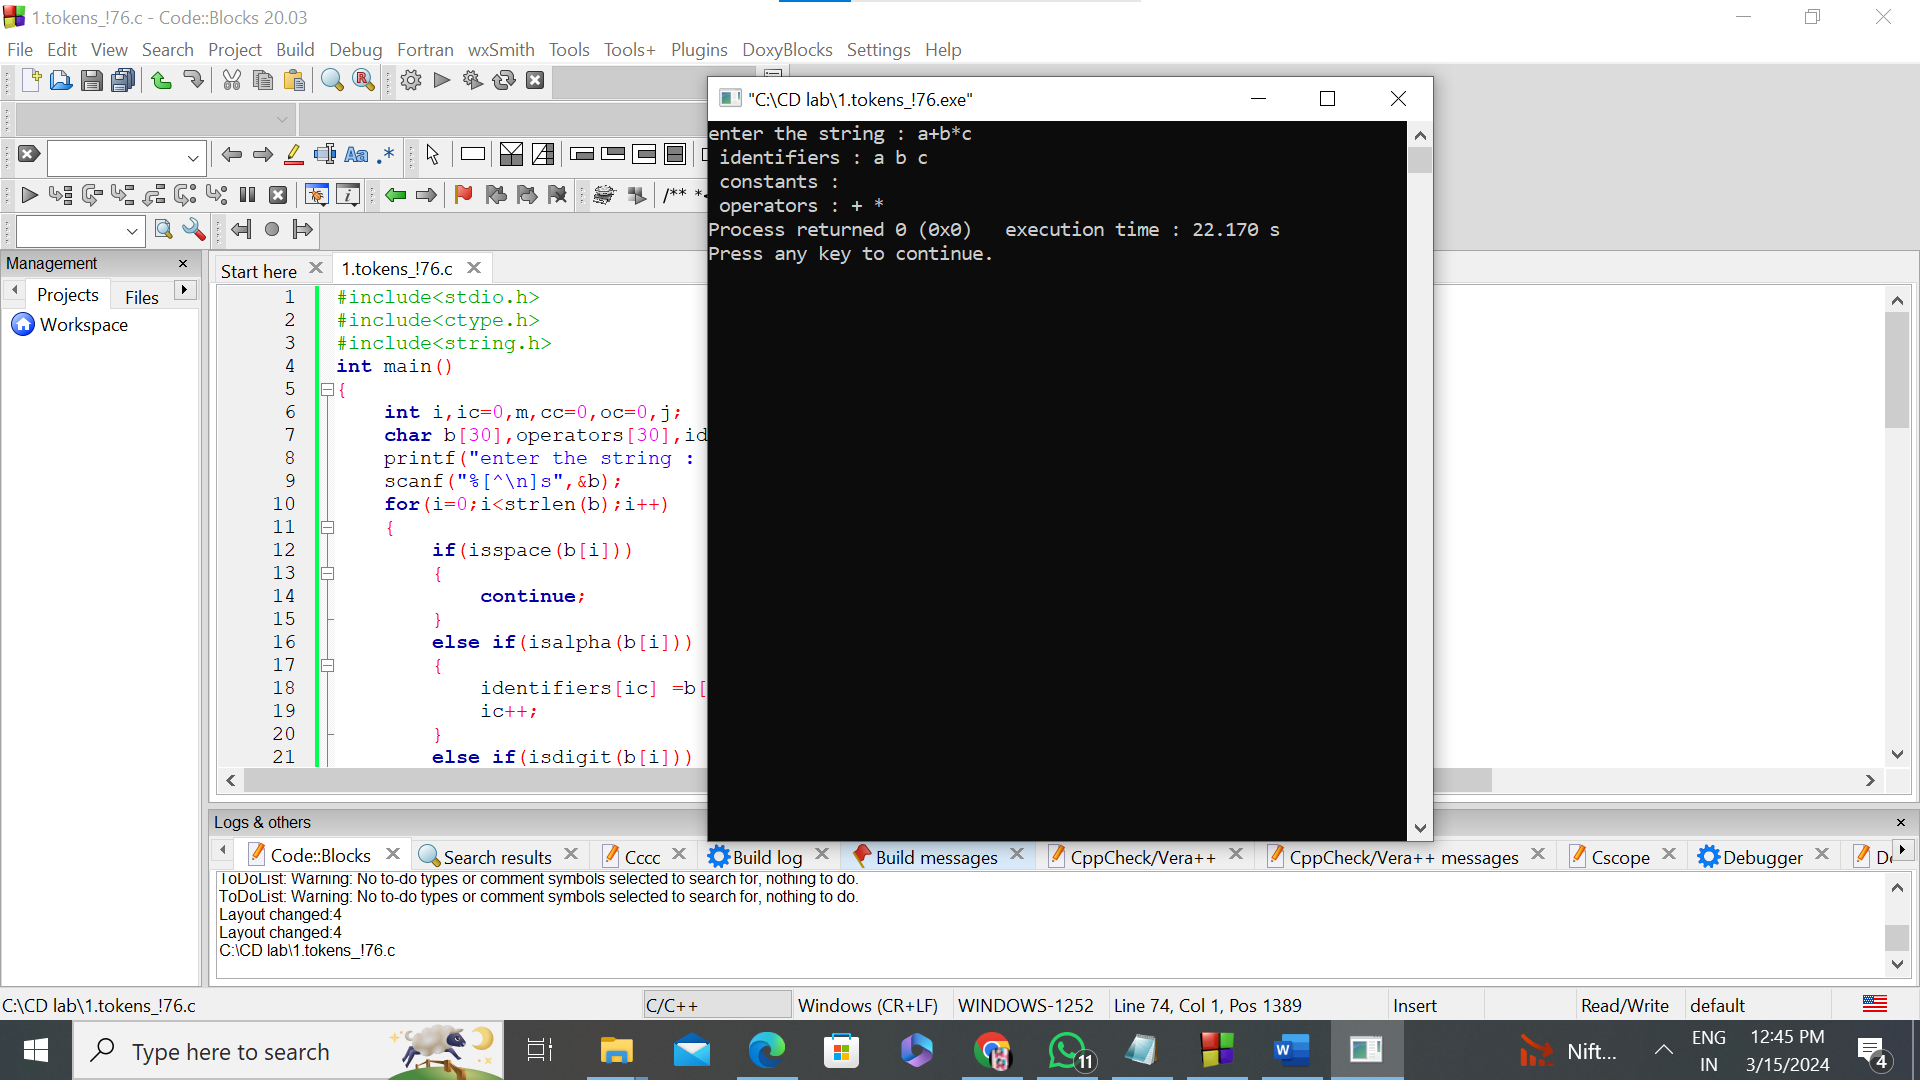 1.tokens_!76.c - Code::Blocks 20.03
File Edit View Search Project Build Debug Fortran wxSmith Tools Tools+ Plugins DoxyBlocks Settings Help
"C:\CD lab\1.tokens_!76.exe"
enter the string : a+b*c
identifiers : a b c
constants :
operators : + *
Process returned 0 (0x0)   execution time : 22.170 s
Press any key to continue.
Aa .*
/**
Management
Projects Files
Workspace
Start here 1.tokens_!76.c
1 #include<stdio.h>
2 #include<ctype.h>
3 #include<string.h>
4 int main()
5 {
6 int i,ic=0,m,cc=0,oc=0,j;
7 char b[30],operators[30],id
8 printf("enter the string :
9 scanf("%[^\n]s",&b);
10 for(i=0;i<strlen(b);i++)
11 {
12 if(isspace(b[i]))
13 {
14 continue;
15 }
16 else if(isalpha(b[i]))
17 {
18 identifiers[ic] =b[
19 ic++;
20 }
21 else if(isdigit(b[i]))
Logs & others
Code::Blocks Search results Cccc Build log Build messages CppCheck/Vera++ CppCheck/Vera++ messages Cscope Debugger
ToDoList: Warning: No to-do types or comment symbols selected to search for, nothing to do.
ToDoList: Warning: No to-do types or comment symbols selected to search for, nothing to do.
Layout changed:4
Layout changed:4
C:\CD lab\1.tokens_!76.c
C:\CD lab\1.tokens_!76.c C/C++ Windows (CR+LF) WINDOWS-1252 Line 74, Col 1, Pos 1389 Insert Read/Write default
Type here to search 11 Nift... ENG 12:45 PM
IN 3/15/2024 4